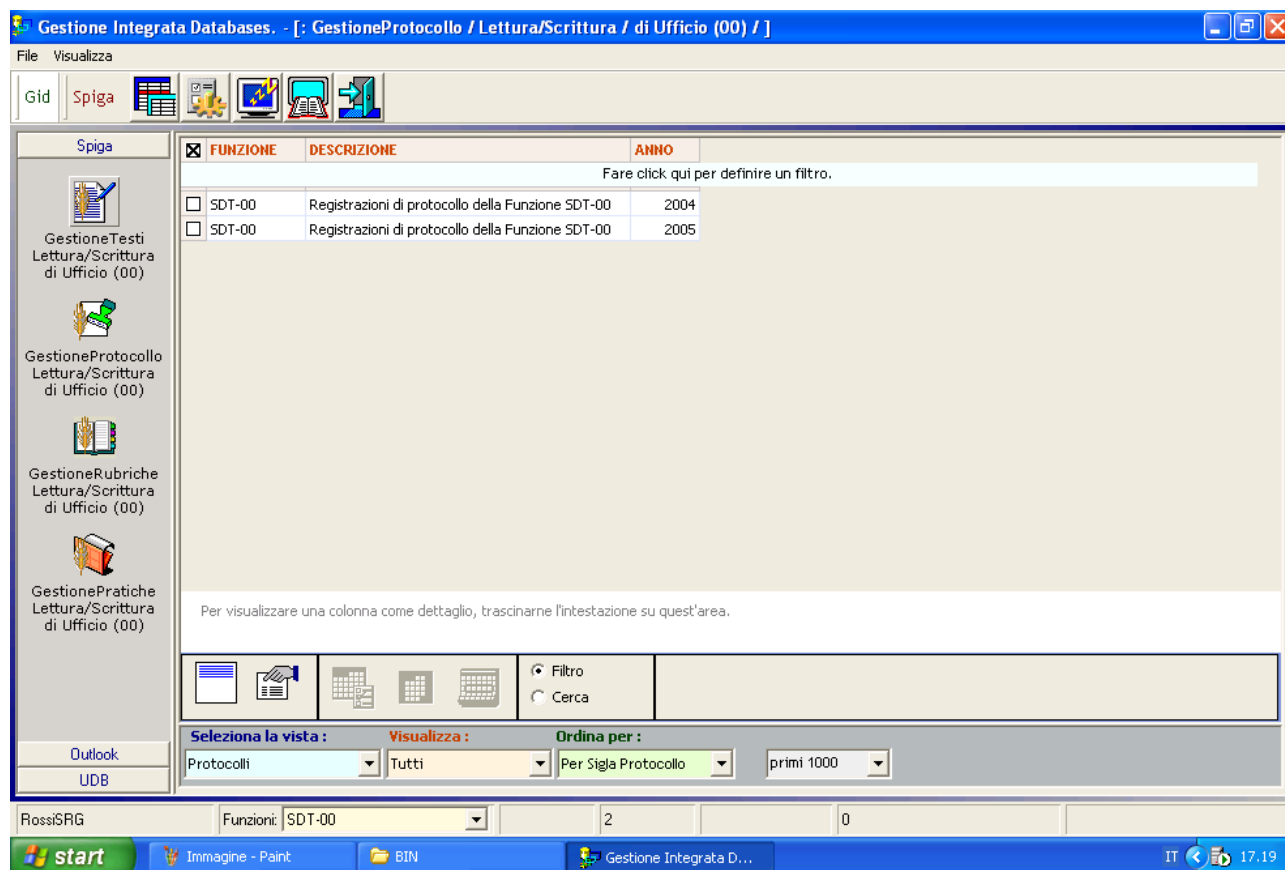 Gestione Integrata Databases. - [: GestioneProtocollo / Lettura/Scrittura / di Ufficio (00) / ]
File Visualizza
Gid Spiga
Spiga
GestioneTesti
Lettura/Scrittura
di Ufficio (00)
GestioneProtocollo
Lettura/Scrittura
di Ufficio (00)
GestioneRubriche
Lettura/Scrittura
di Ufficio (00)
GestionePratiche
Lettura/Scrittura
di Ufficio (00)
Outlook
UDB
FUNZIONE DESCRIZIONE ANNO
Fare click qui per definire un filtro.
SDT-00 Registrazioni di protocollo della Funzione SDT-00 2004
SDT-00 Registrazioni di protocollo della Funzione SDT-00 2005
Per visualizzare una colonna come dettaglio, trascinarne l'intestazione su quest'area.
Filtro
Cerca
Seleziona la vista : Visualizza : Ordina per :
Protocolli Tutti Per Sigla Protocollo primi 1000
RossiSRG Funzioni: SDT-00 2 0
start Immagine - Paint BIN Gestione Integrata D... IT 17.19